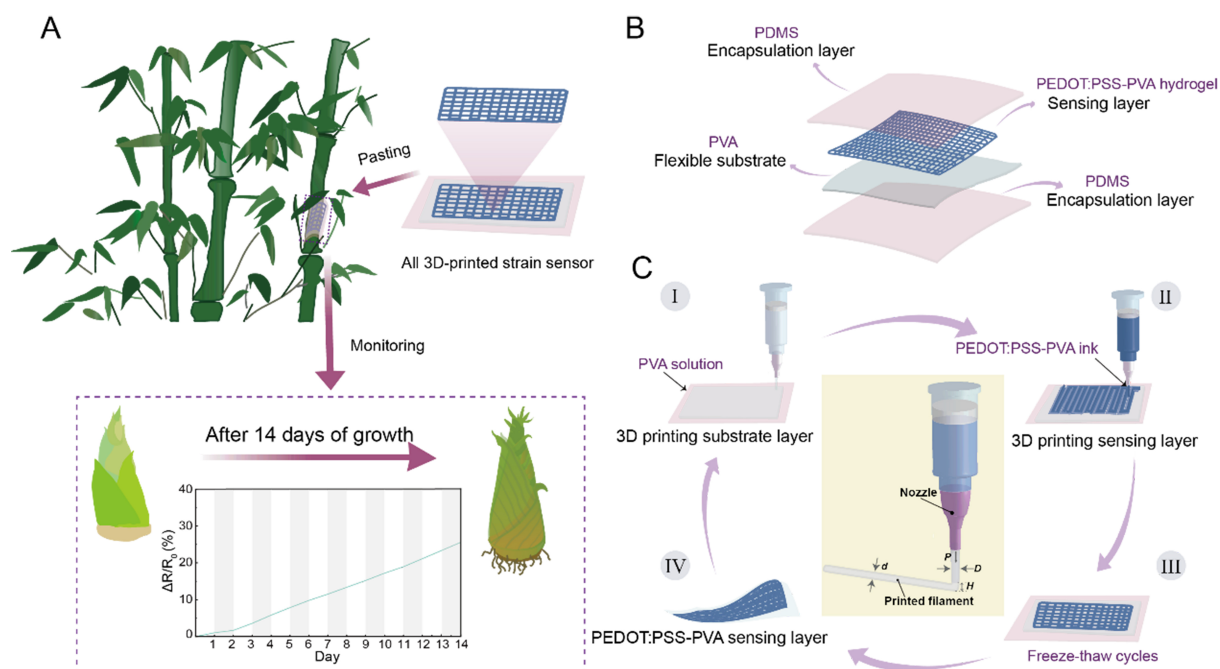 A
Pasting
All 3D-printed strain sensor
Monitoring
After 14 days of growth
ΔR/R0 (%)
40
30
20
10
0
1 2 3 4 5 6 7 8 9 10 11 12 13 14
Day
B
PDMS
Encapsulation layer
PEDOT:PSS-PVA hydrogel
Sensing layer
PVA
Flexible substrate
PDMS
Encapsulation layer
C
I
PVA solution
3D printing substrate layer
II
PEDOT:PSS-PVA ink
3D printing sensing layer
Nozzle
P
D
d
H
Printed filament
III
Freeze-thaw cycles
IV
PEDOT:PSS-PVA sensing layer